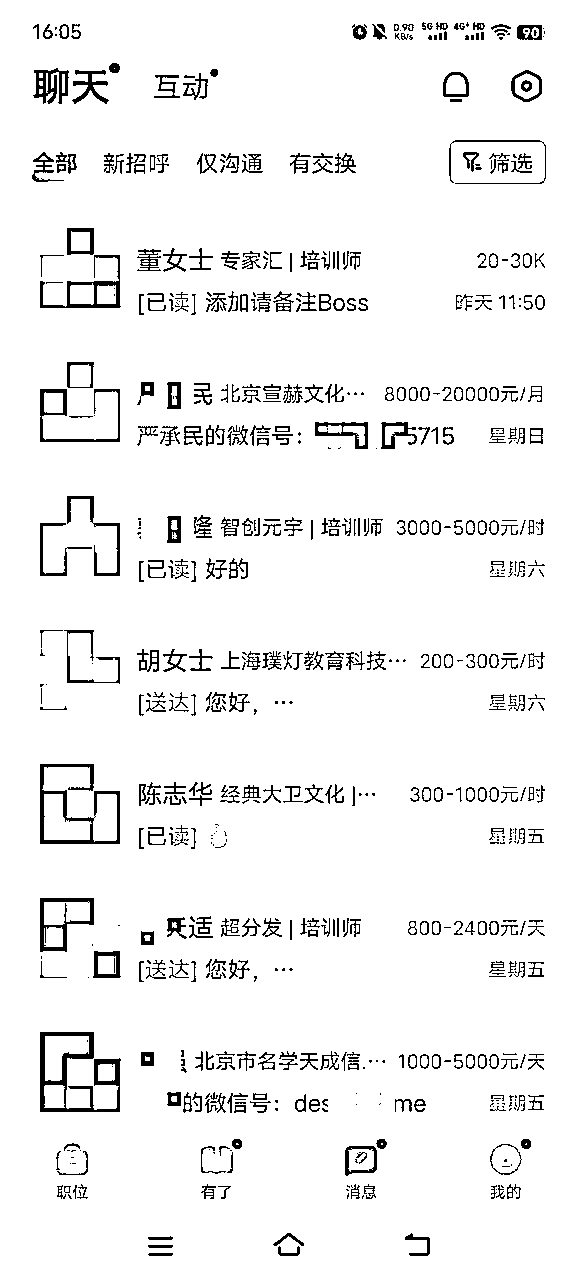 16:05 0.90 KB/s 5G HD 4G+ HD 90
聊天 互动
全部 新招呼 仅沟通 有交换 筛选
董女士 专家汇 | 培训师 20-30K
[已读] 添加请备注Boss 昨天 11:50
民 北京宣赫文化… 8000-20000元/月
严承民的微信号： 5715 星期日
隆 智创元宇 | 培训师 3000-5000元/时
[已读] 好的 星期六
胡女士 上海璞灯教育科技… 200-300元/时
[送达] 您好，… 星期六
陈志华 经典大卫文化 |… 300-1000元/时
[已读] 星期五
适 超分发 | 培训师 800-2400元/天
[送达] 您好，… 星期五
北京市名学天成信.… 1000-5000元/天
的微信号： des me 星期五
职位 有了 消息 我的